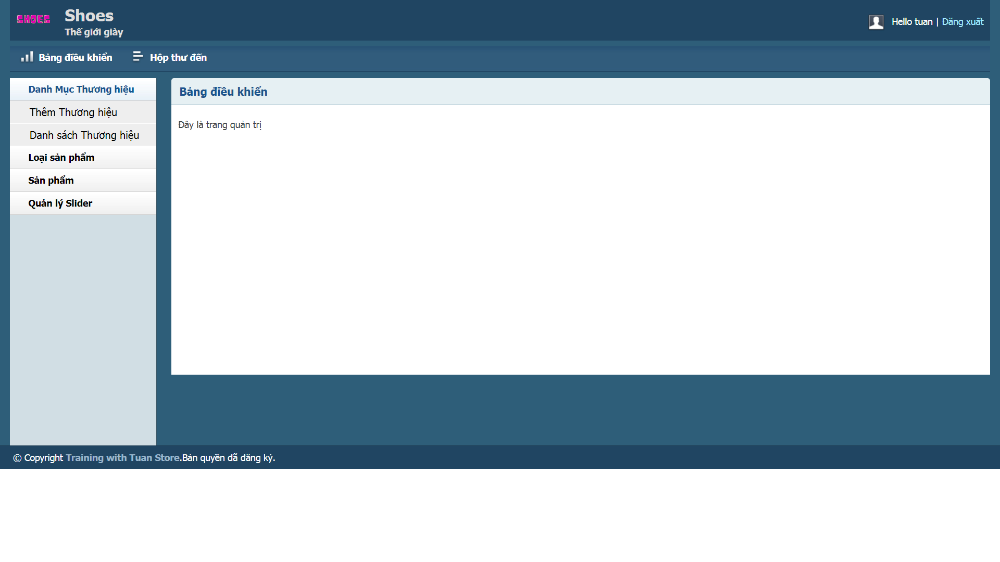 SHOES
Shoes
Thế giới giày
Hello tuan | Đăng xuất
Bảng điều khiển
Hộp thư đến
Danh Mục Thương hiệu
Thêm Thương hiệu
Danh sách Thương hiệu
Loại sản phẩm
Sản phẩm
Quản lý Slider
Bảng điều khiển
Đây là trang quản trị
© Copyright Training with Tuan Store.Bản quyền đã đăng ký.